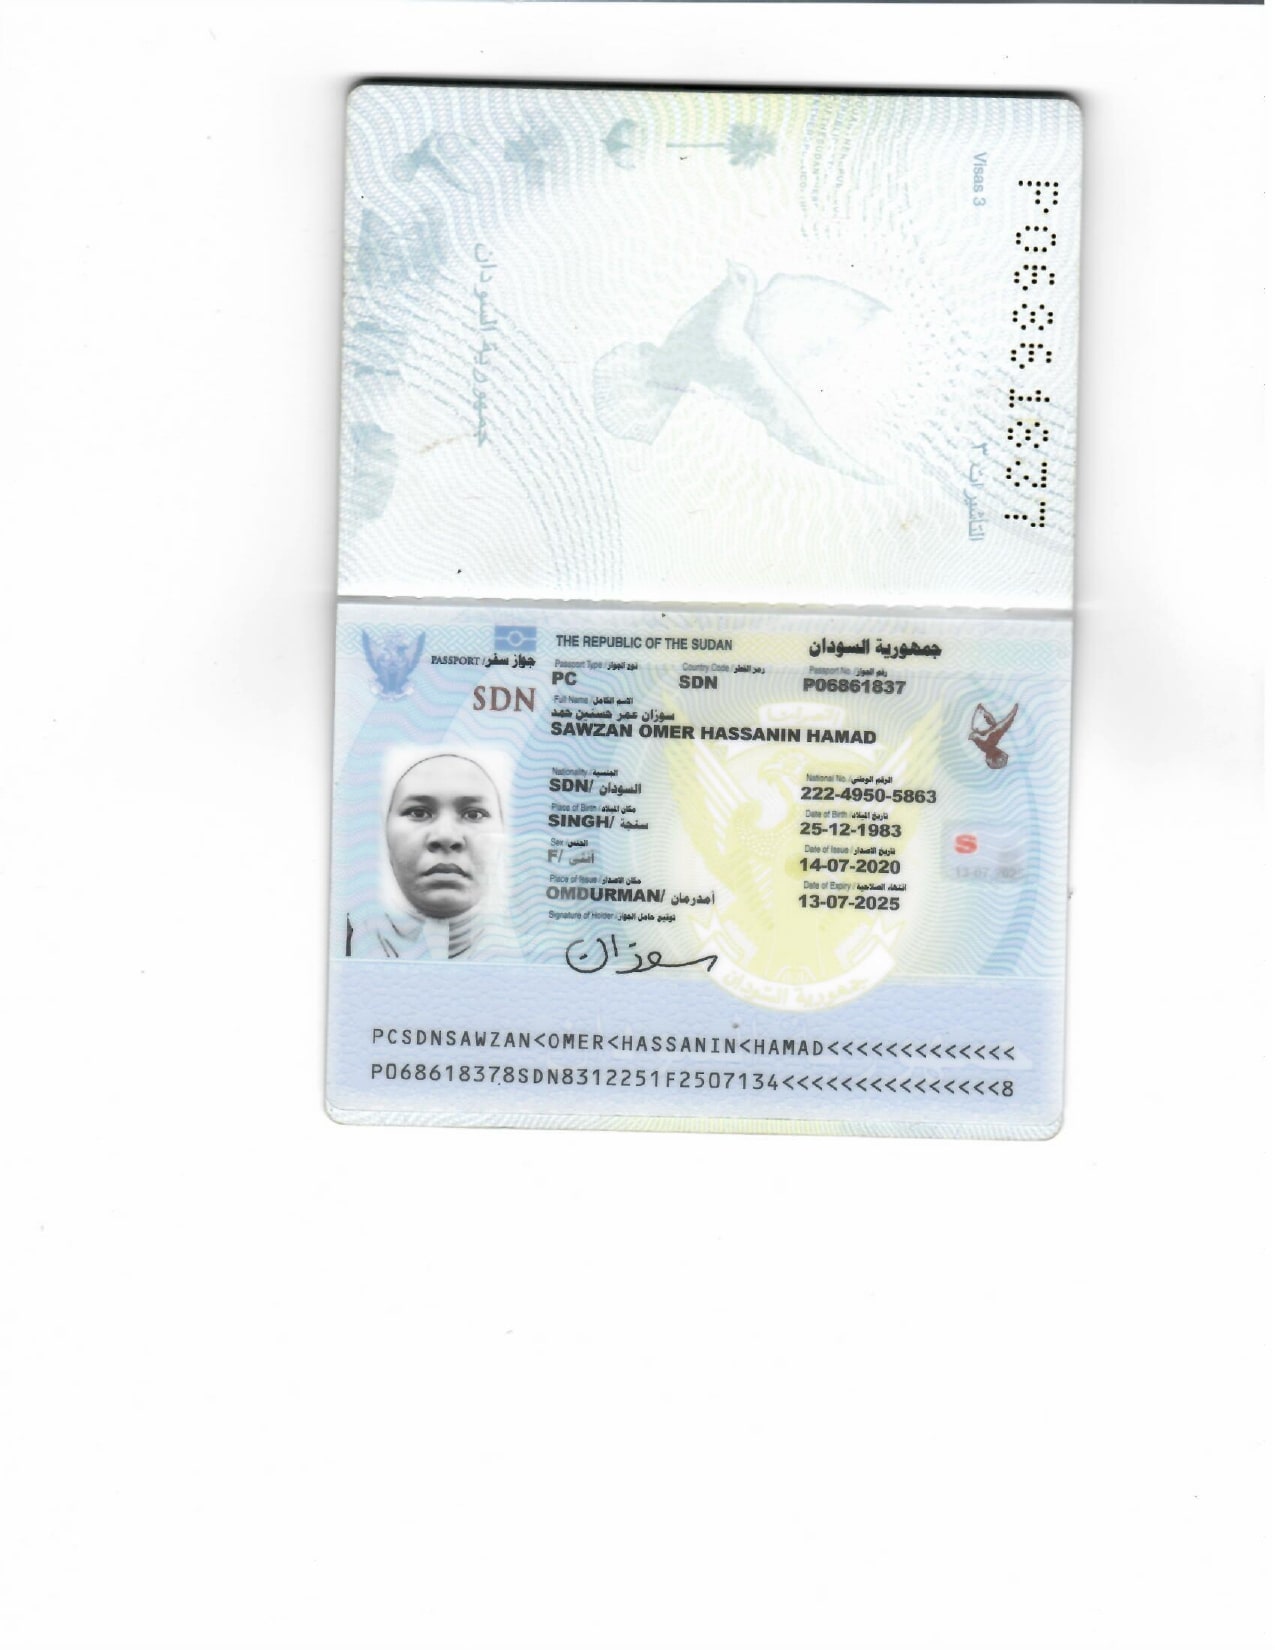 Visas 3
التأشيرات ٣
P06861837
جمهورية السودان
THE REPUBLIC OF THE SUDAN
جمهورية السودان
PASSPORT / جواز سفر
SDN
Passport Type / نوع الجواز
Country Code / رمز القطر
Passport No. / رقم الجواز
PC
SDN
P06861837
Full Name / الاسم الكامل
سوزان عمر حسنين حمد
SAWZAN OMER HASSANIN HAMAD
Nationality / الجنسية
SDN/ السودان
National No. / الرقم الوطني
222-4950-5863
Place of Birth / مكان الميلاد
SINGH/ سنجة
Date of Birth / تاريخ الميلاد
25-12-1983
Sex / الجنس
F/ أنثى
Date of Issue / تاريخ الاصدار
14-07-2020
Place of Issue / مكان الاصدار
OMDURMAN/ أمدرمان
Date of Expiry / انتهاء الصلاحية
13-07-2025
Signature of Holder / توقيع حامل الجواز
سوزان
S
جمهورية السودان
PCSDNSAWZAN<OMER<HASSANIN<HAMAD<<<<<<<<<<<<<
P068618378SDN8312251F2507134<<<<<<<<<<<<<<<8